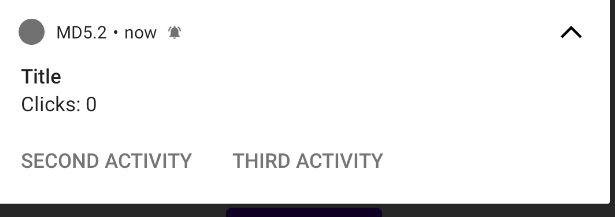 MD5.2 • now
Title
Clicks: 0
SECOND ACTIVITY THIRD ACTIVITY